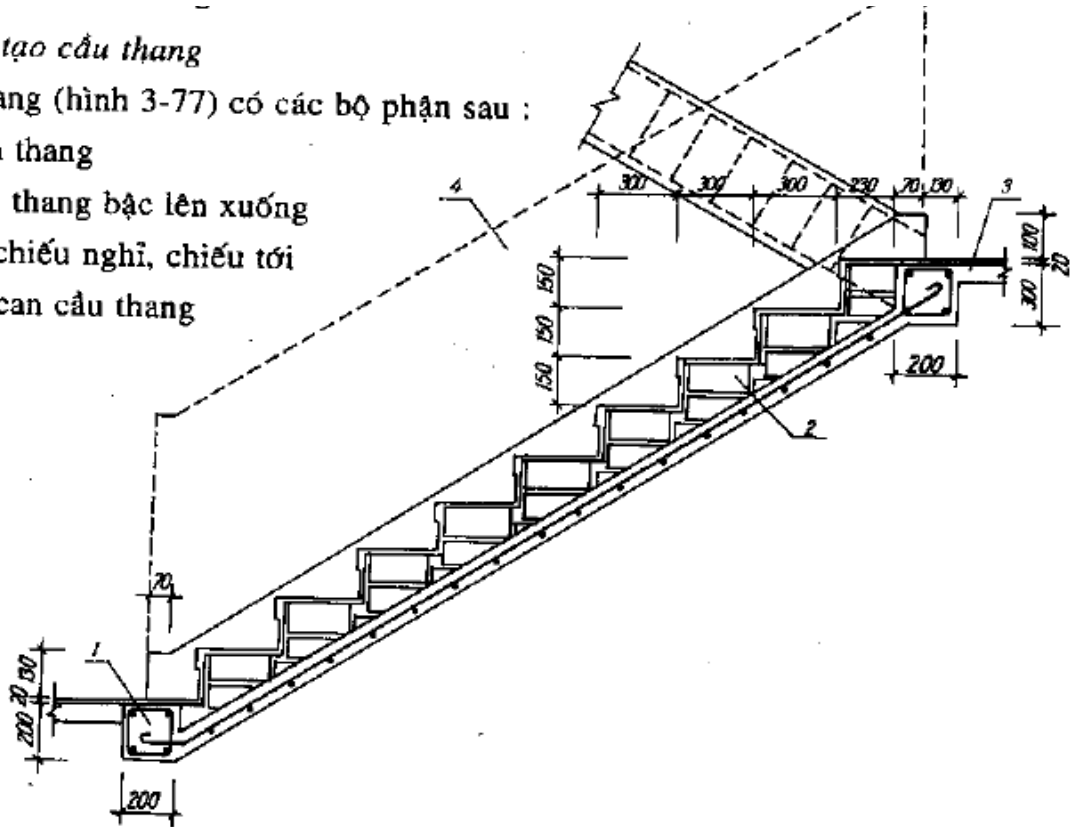 tạo cầu thang
(hình 3-77) có các bộ phận sau :
thang
thang bậc lên xuống
chiếu nghỉ, chiếu tới
can cầu thang
4
300 300 300 230 70 130
3
100
20
300
150
150
150
200
2
70
1
130
20
200
200